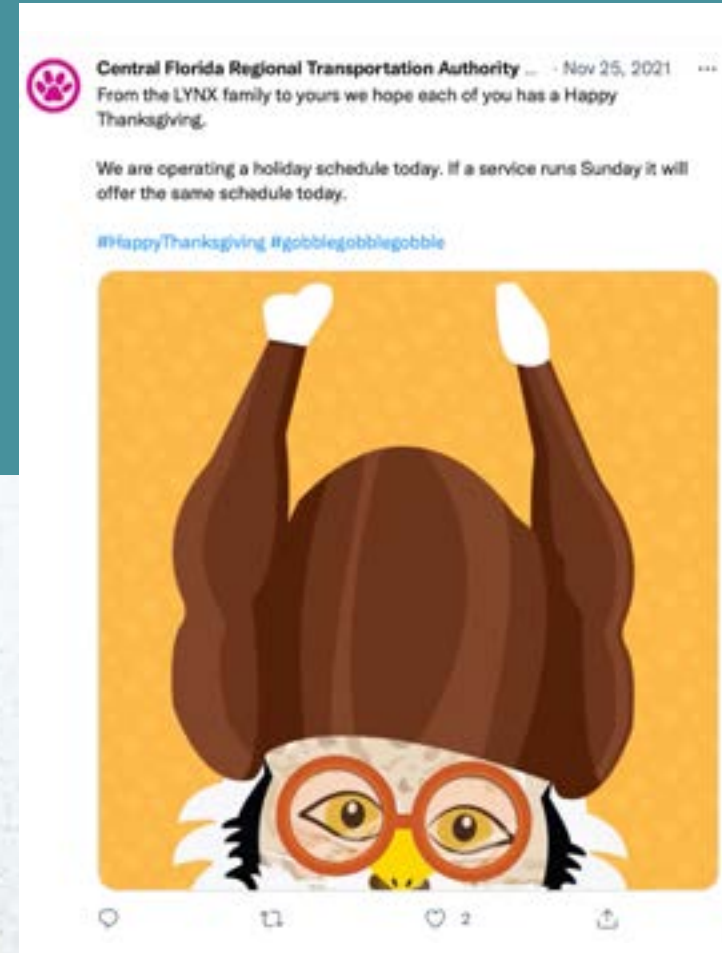 Central Florida Regional Transportation Authority ... · Nov 25, 2021 ...
From the LYNX family to yours we hope each of you has a Happy
Thanksgiving.
We are operating a holiday schedule today. If a service runs Sunday it will
offer the same schedule today.
#HappyThanksgiving #gobblegobblegobble
2